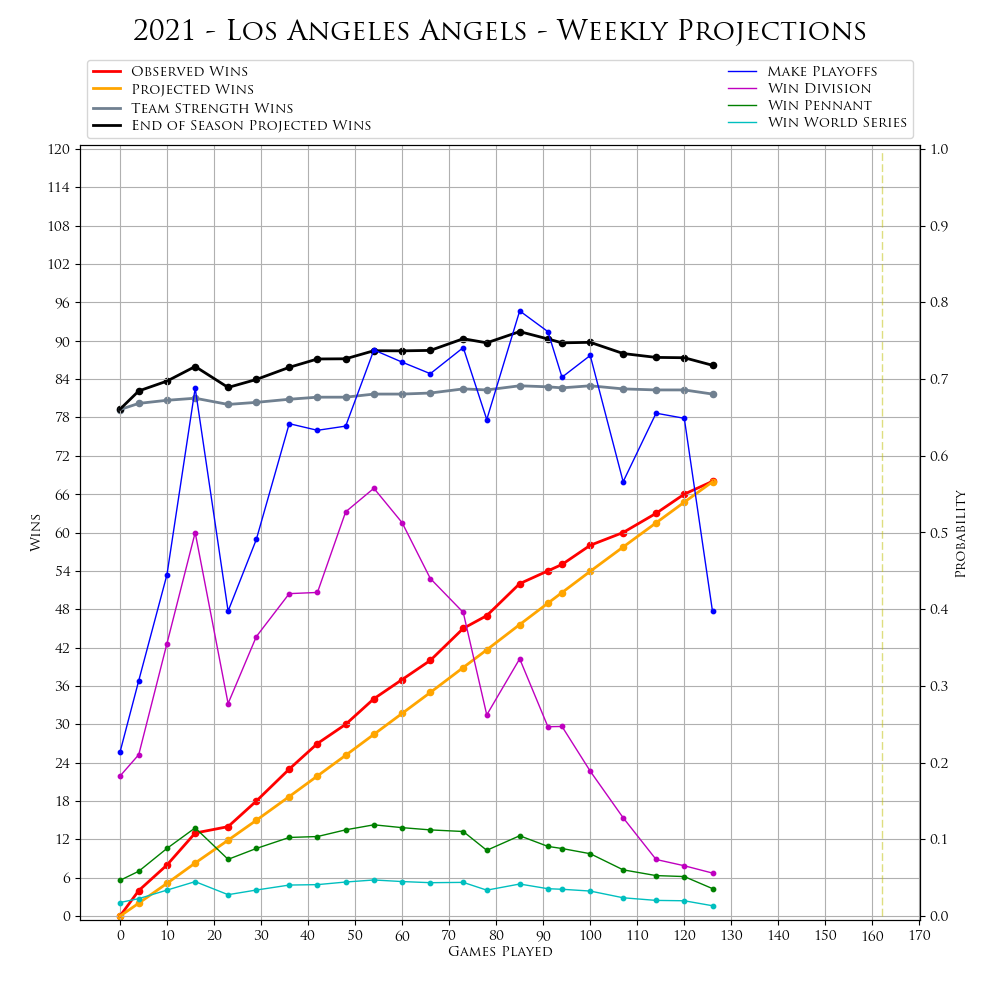 2021 - Los Angeles Angels - Weekly Projections
Observed Wins
Projected Wins
Team Strength Wins
End of Season Projected Wins
Make Playoffs
Win Division
Win Pennant
Win World Series
120
114
108
102
96
90
84
78
72
66
60
54
48
42
36
30
24
18
12
6
0
Wins
1.0
0.9
0.8
0.7
0.6
0.5
0.4
0.3
0.2
0.1
0.0
Probability
0 10 20 30 40 50 60 70 80 90 100 110 120 130 140 150 160 170
Games Played